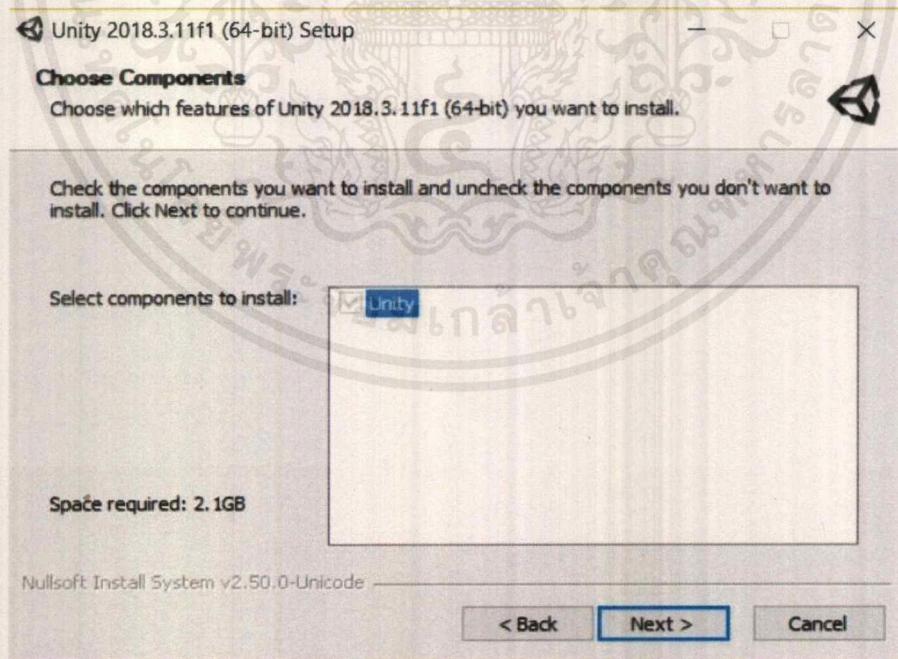 Unity 2018.3.11f1 (64-bit) Setup
Choose Components
Choose which features of Unity 2018.3.11f1 (64-bit) you want to install.
Check the components you want to install and uncheck the components you don't want to
install. Click Next to continue.
Select components to install:
Unity
Space required: 2.1GB
Nullsoft Install System v2.50.0-Unicode
< Back
Next >
Cancel